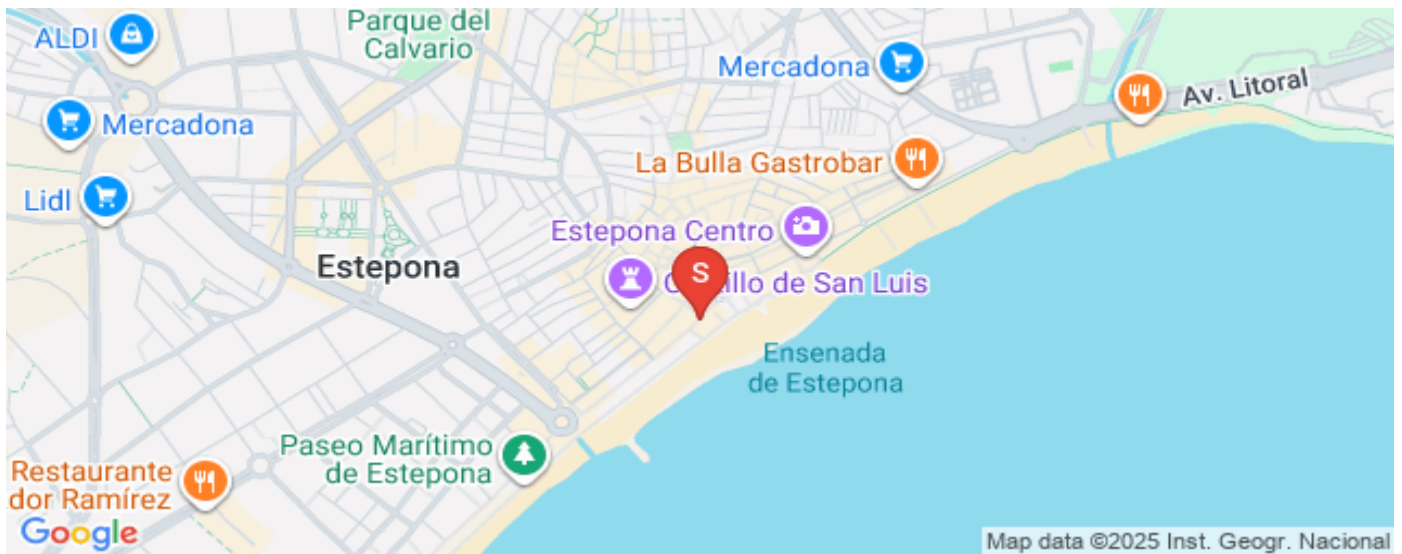 Parque del
Calvario
ALDI
Mercadona
Mercadona
Av. Litoral
La Bulla Gastrobar
Lidl
Estepona Centro
Estepona
S
illo de San Luis
Ensenada
de Estepona
Paseo Marítimo
de Estepona
Restaurante
dor Ramírez
Google
Map data ©2025 Inst. Geogr. Nacional